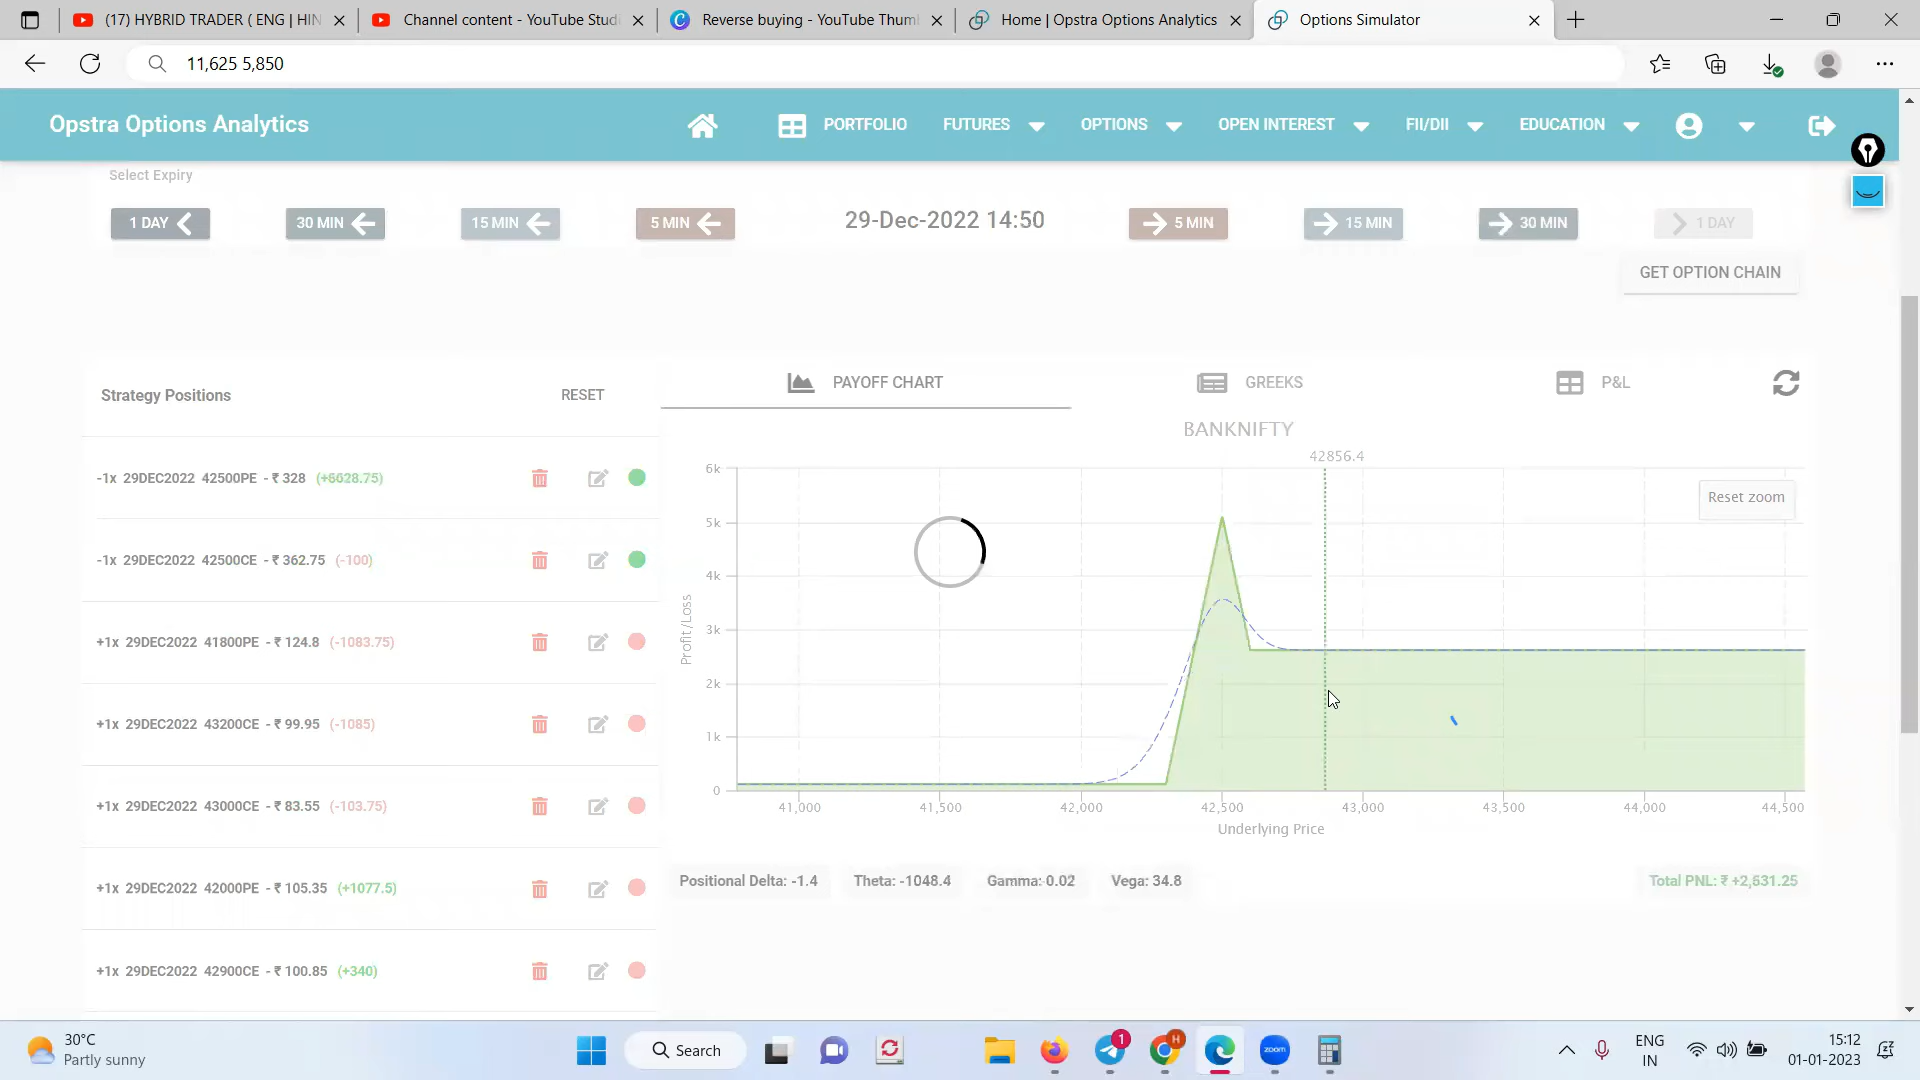 (17) HYBRID TRADER ( ENG | HIN
Channel content - YouTube Studi
Reverse buying - YouTube Thum
Home | Opstra Options Analytics
Options Simulator
11,625 5,850
Opstra Options Analytics
PORTFOLIO
FUTURES
OPTIONS
OPEN INTEREST
FII/DII
EDUCATION
Select Expiry
1 DAY
30 MIN
15 MIN
5 MIN
29-Dec-2022 14:50
5 MIN
15 MIN
30 MIN
1 DAY
GET OPTION CHAIN
Strategy Positions
RESET
PAYOFF CHART
GREEKS
P&L
-1x 29DEC2022 42500PE - ₹ 328 (+6628.75)
-1x 29DEC2022 42500CE - ₹ 362.75 (-100)
+1x 29DEC2022 41800PE - ₹ 124.8 (-1083.75)
+1x 29DEC2022 43200CE - ₹ 99.95 (-1085)
+1x 29DEC2022 43000CE - ₹ 83.55 (-103.75)
+1x 29DEC2022 42000PE - ₹ 105.35 (+1077.5)
+1x 29DEC2022 42900CE - ₹ 100.85 (+340)
BANKNIFTY
42856.4
Reset zoom
6k
5k
4k
3k
2k
1k
0
Profit/Loss
41,000
41,500
42,000
42,500
43,000
43,500
44,000
44,500
Underlying Price
Positional Delta: -1.4
Theta: -1048.4
Gamma: 0.02
Vega: 34.8
Total PNL: ₹ +2,631.25
30°C
Partly sunny
Search
1
H
zoom
ENG
IN
15:12
01-01-2023